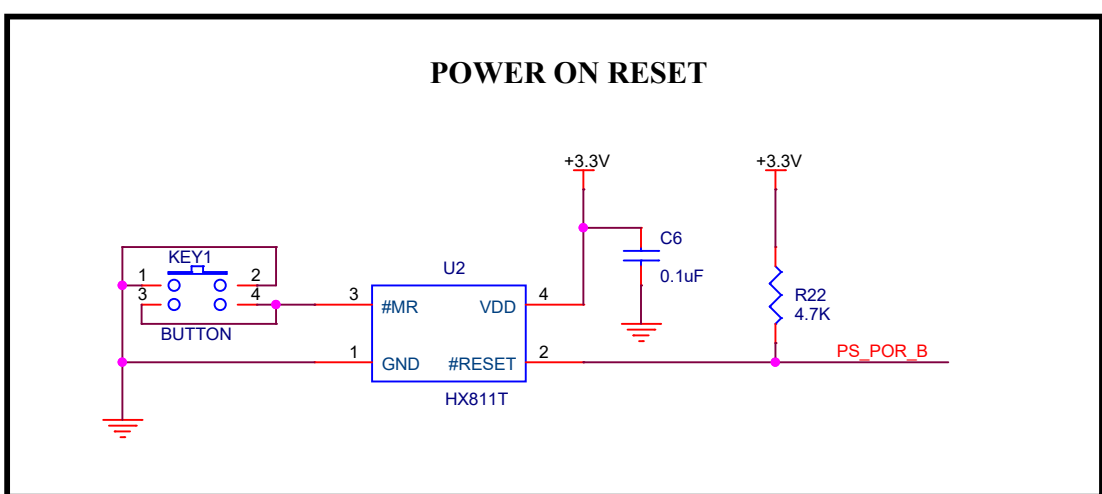 POWER ON RESET
+3.3V
+3.3V
KEY1
1
2
3
4
BUTTON
U2
3
#MR
VDD
4
1
GND
#RESET
2
HX811T
C6
0.1uF
R22
4.7K
PS_POR_B